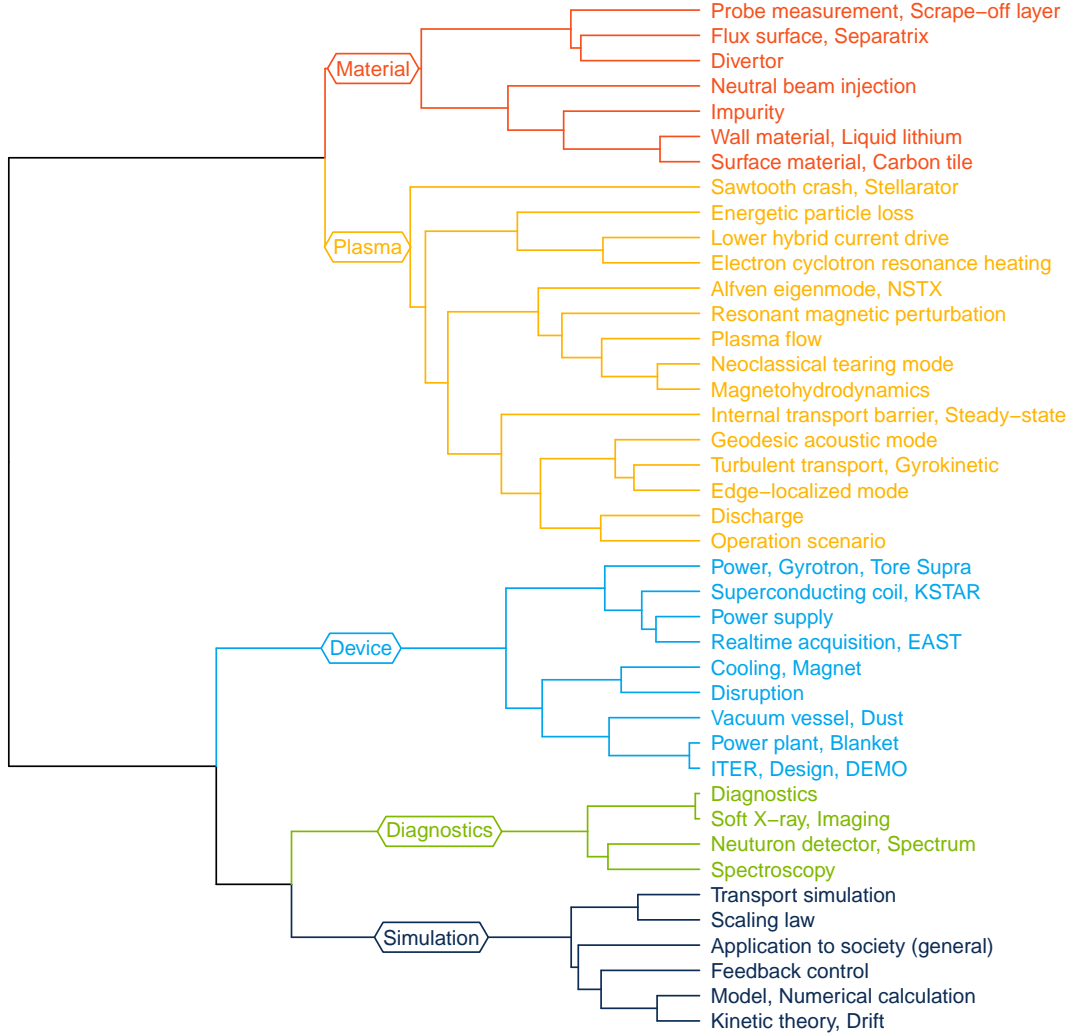 Probe measurement, Scrape−off layer
Flux surface, Separatrix
Material
Divertor
Neutral beam injection
Impurity
Wall material, Liquid lithium
Surface material, Carbon tile
Sawtooth crash, Stellarator
Energetic particle loss
Lower hybrid current drive
Plasma
Electron cyclotron resonance heating
Alfven eigenmode, NSTX
Resonant magnetic perturbation
Plasma flow
Neoclassical tearing mode
Magnetohydrodynamics
Internal transport barrier, Steady−state
Geodesic acoustic mode
Turbulent transport, Gyrokinetic
Edge−localized mode
Discharge
Operation scenario
Power, Gyrotron, Tore Supra
Superconducting coil, KSTAR
Power supply
Realtime acquisition, EAST
Device
Cooling, Magnet
Disruption
Vacuum vessel, Dust
Power plant, Blanket
ITER, Design, DEMO
Diagnostics
Soft X−ray, Imaging
Diagnostics
Neuturon detector, Spectrum
Spectroscopy
Transport simulation
Scaling law
Simulation
Application to society (general)
Feedback control
Model, Numerical calculation
Kinetic theory, Drift